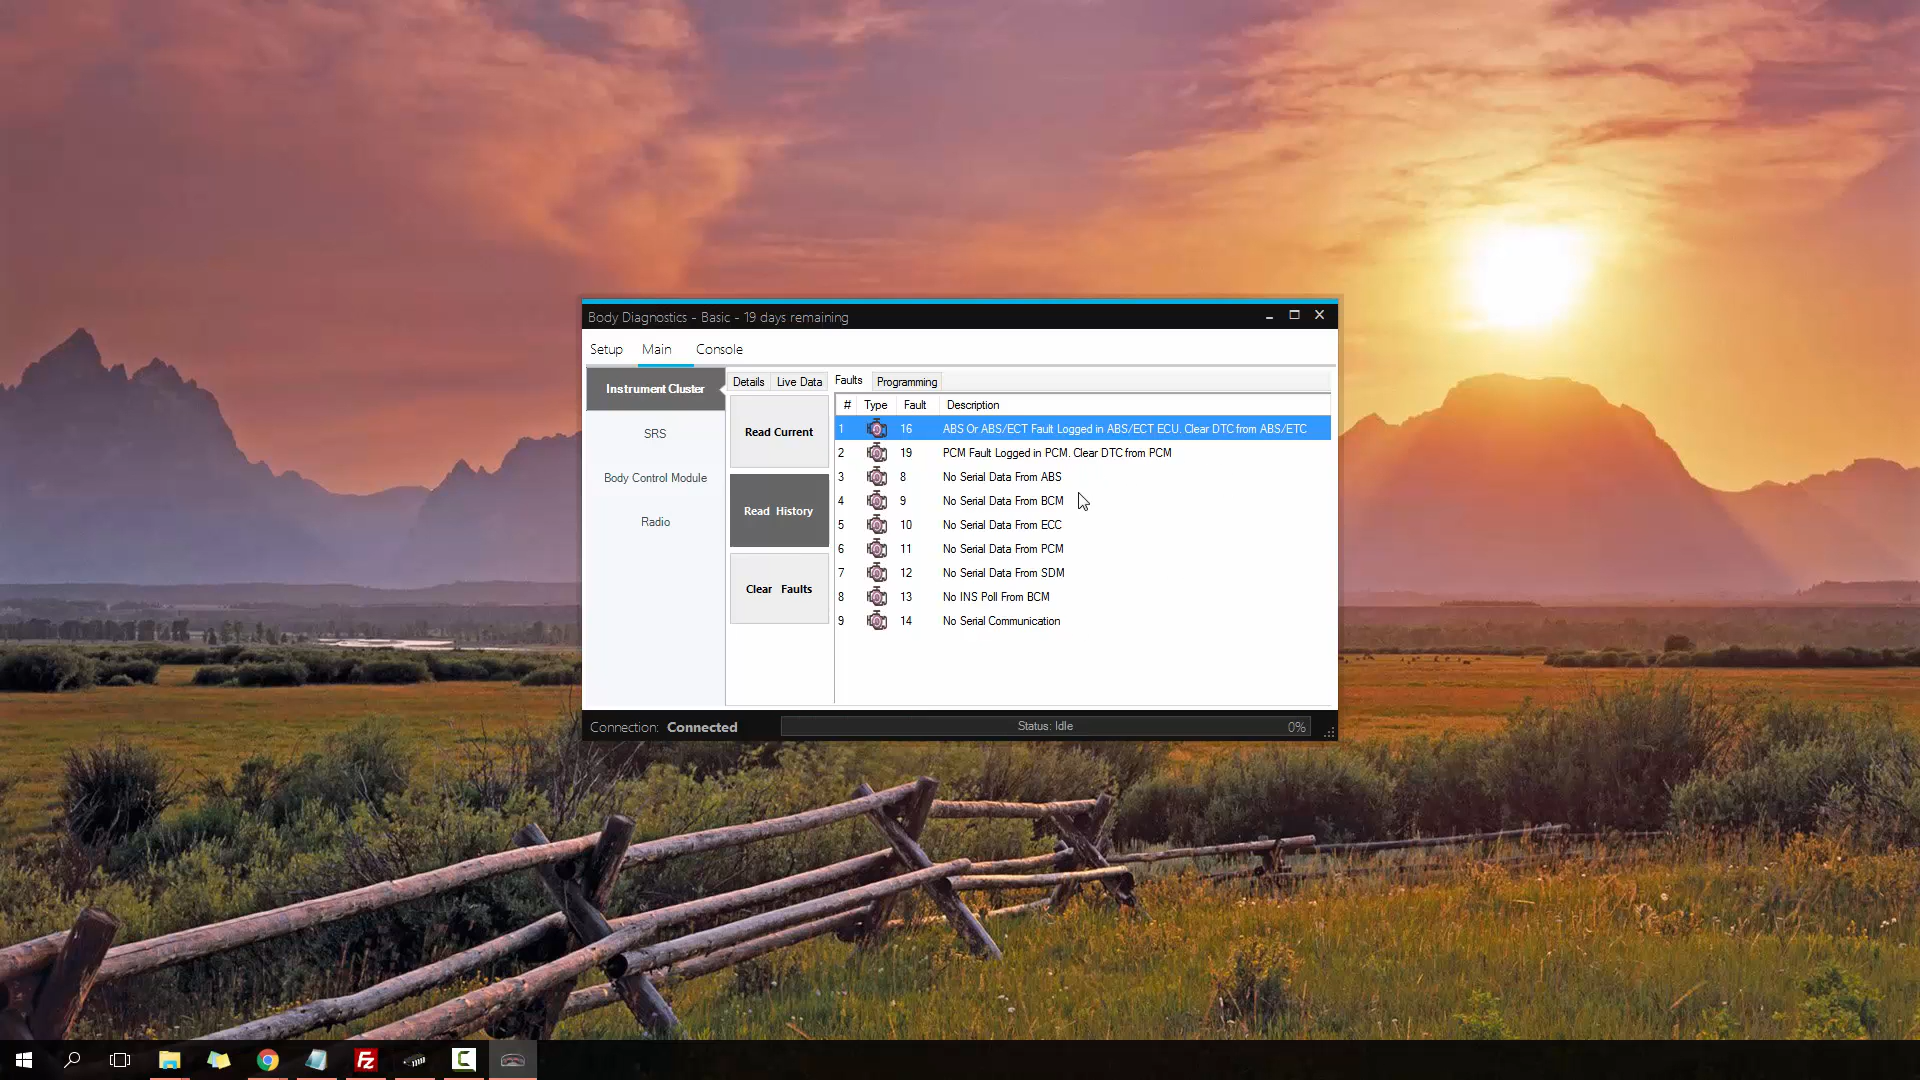 Body Diagnostics - Basic - 19 days remaining
Setup Main Console
Instrument Cluster
SRS
Body Control Module
Radio
Details Live Data Faults Programming
Read Current
Read History
Clear Faults
# Type Fault Description
1 16 ABS Or ABS/ECT Fault Logged in ABS/ECT ECU. Clear DTC from ABS/ETC
2 19 PCM Fault Logged in PCM. Clear DTC from PCM
3 8 No Serial Data From ABS
4 9 No Serial Data From BCM
5 10 No Serial Data From ECC
6 11 No Serial Data From PCM
7 12 No Serial Data From SDM
8 13 No INS Poll From BCM
9 14 No Serial Communication
Connection: Connected Status: Idle 0%
Fz C